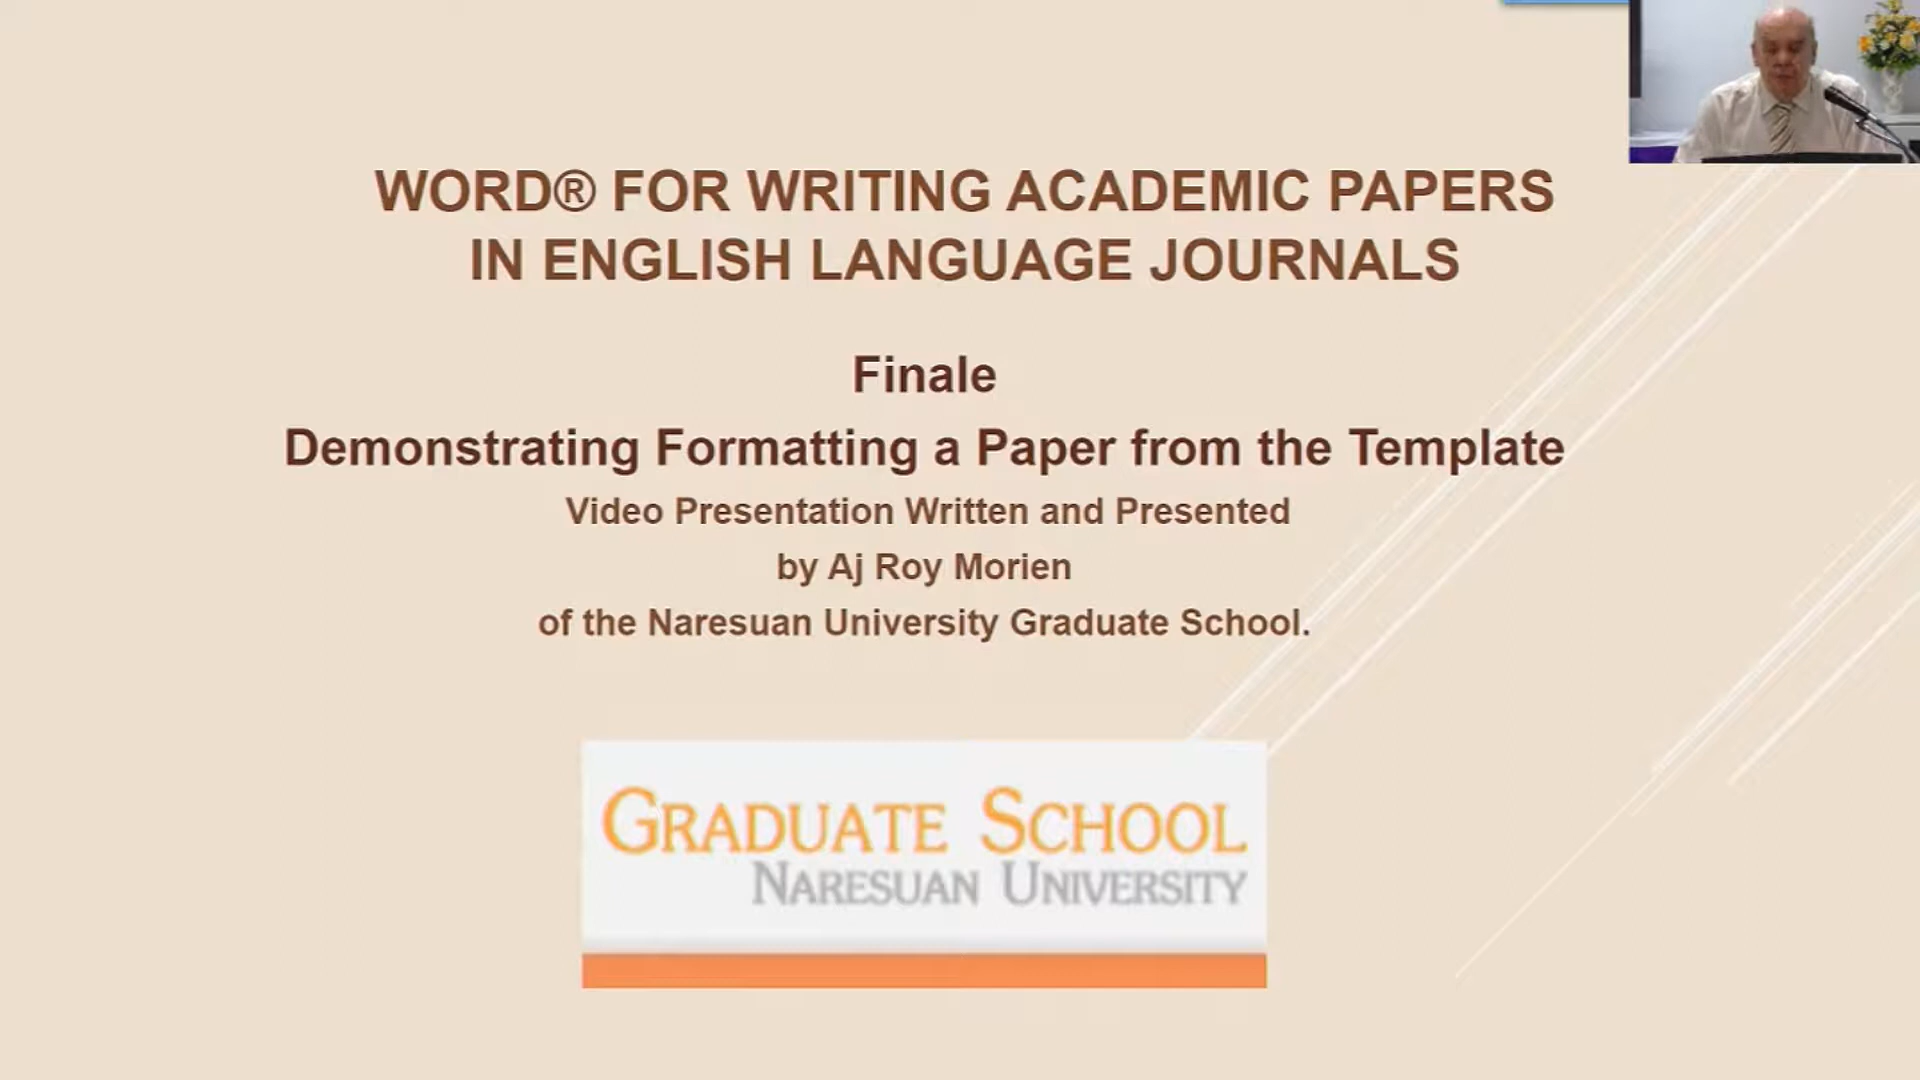 WORD® FOR WRITING ACADEMIC PAPERS
IN ENGLISH LANGUAGE JOURNALS
Finale
Demonstrating Formatting a Paper from the Template
Video Presentation Written and Presented
by Aj Roy Morien
of the Naresuan University Graduate School.
GRADUATE SCHOOL
NARESUAN UNIVERSITY